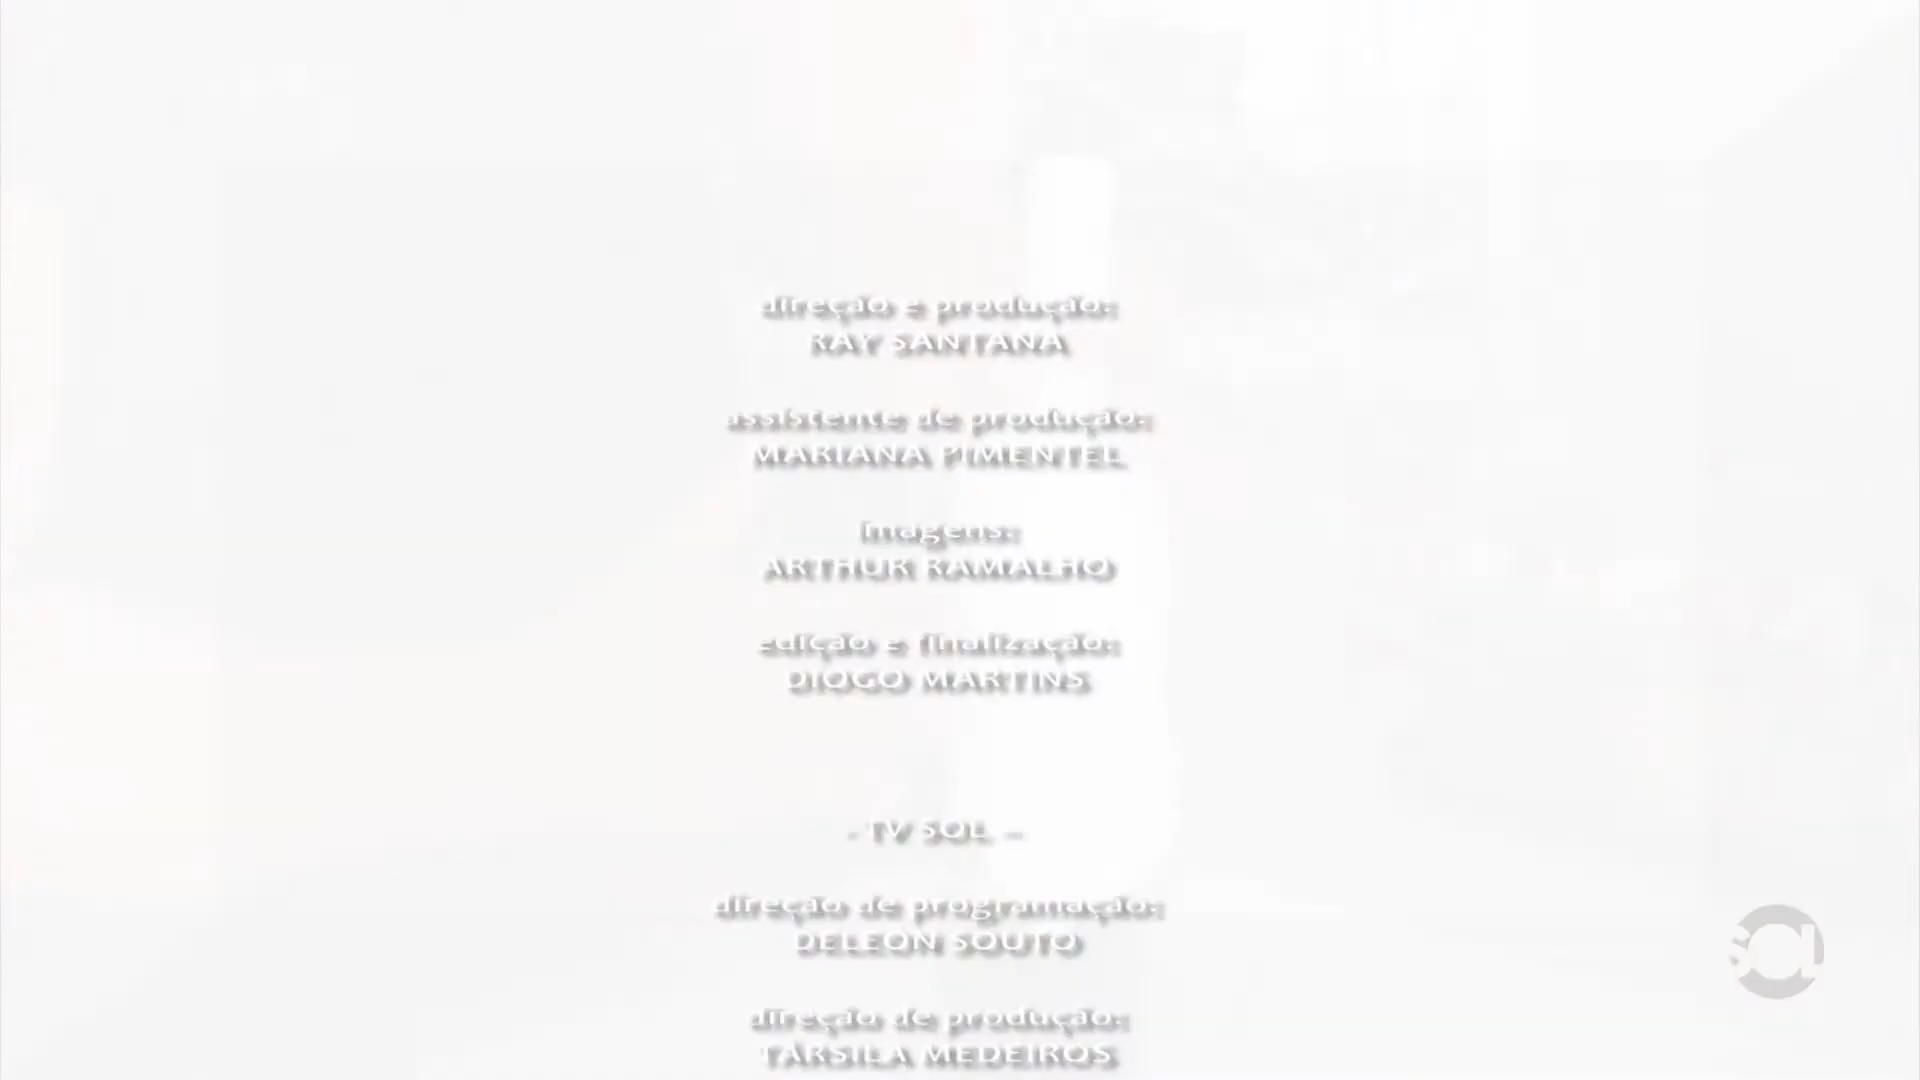 direção e produção:
RAY SANTANA
assistente de produção:
MARIANA PIMENTEL
imagens:
ARTHUR RAMALHO
edição e finalização:
DIOGO MARTINS
- TV SOL -
direção de programação:
DELEON SOUTO
direção de produção:
TÁRSILA MEDEIROS
SOL